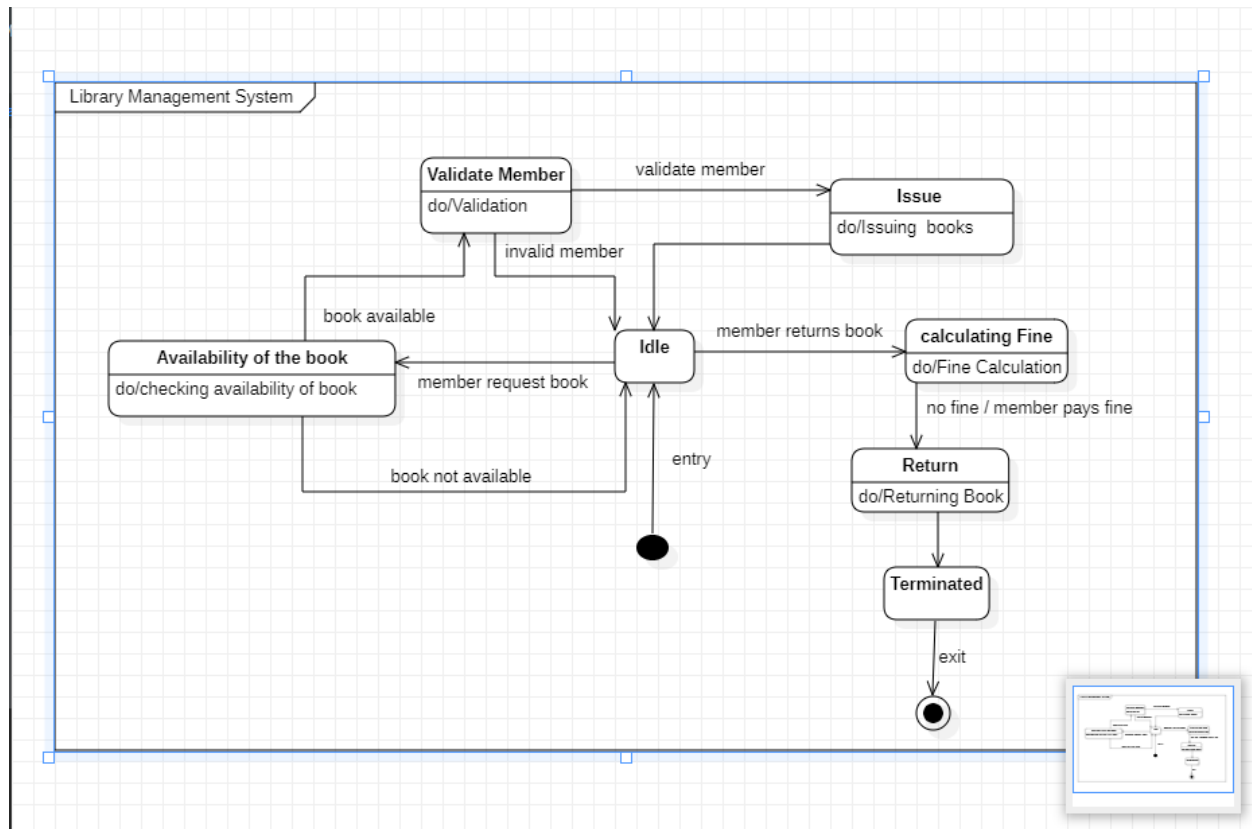 Library Management System
Validate Member
do/Validation
validate member
Issue
do/Issuing  books
invalid member
book available
Idle
member returns book
calculating Fine
do/Fine Calculation
Availability of the book
do/checking availability of book
member request book
no fine / member pays fine
book not available
entry
Return
do/Returning Book
Terminated
exit